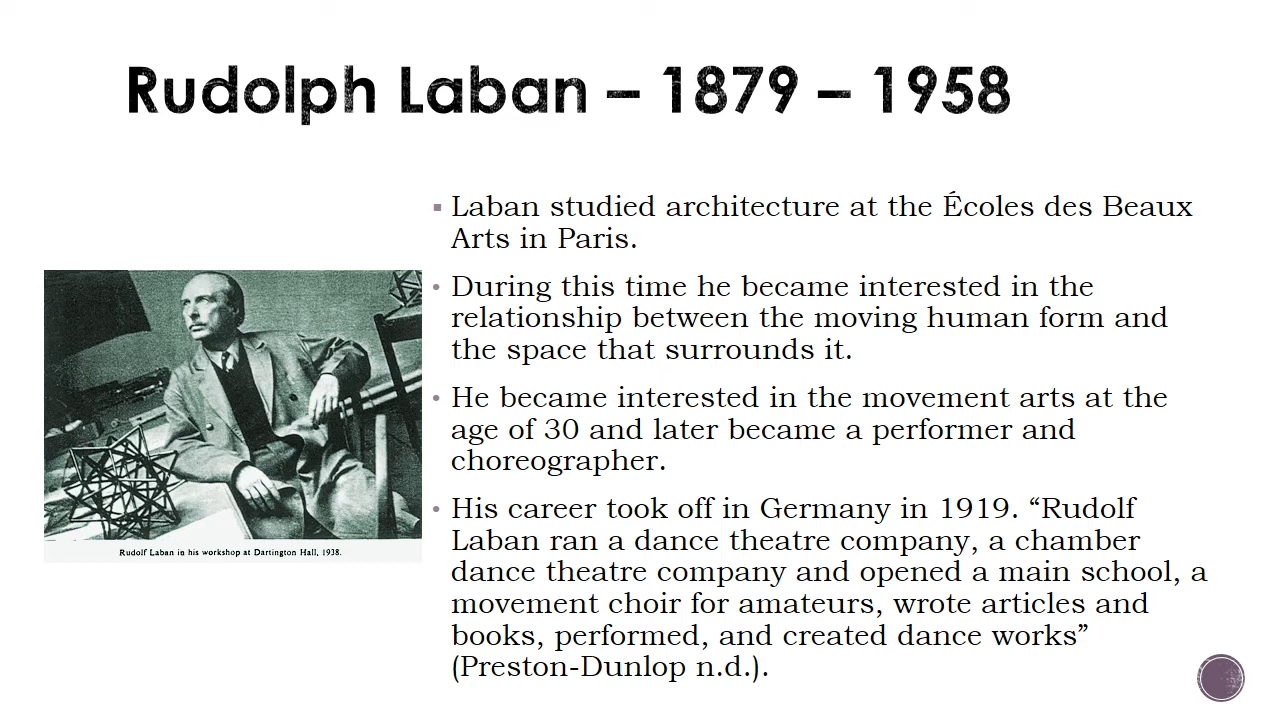 Rudolph Laban – 1879 – 1958
Laban studied architecture at the Écoles des Beaux
Arts in Paris.
During this time he became interested in the
relationship between the moving human form and
the space that surrounds it.
He became interested in the movement arts at the
age of 30 and later became a performer and
choreographer.
His career took off in Germany in 1919. “Rudolf
Laban ran a dance theatre company, a chamber
dance theatre company and opened a main school, a
movement choir for amateurs, wrote articles and
books, performed, and created dance works”
(Preston-Dunlop n.d.).
Rudolf Laban in his workshop at Dartington Hall, 1938.